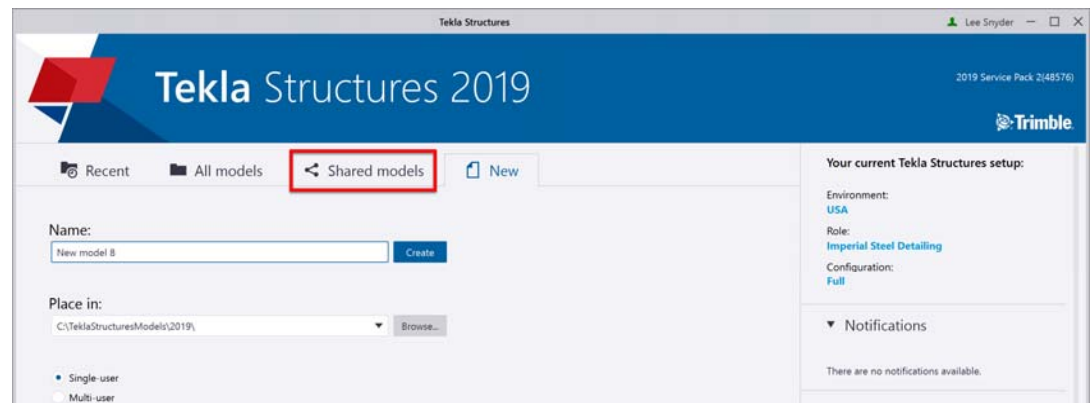 Tekla Structures
Lee Snyder
Tekla Structures 2019
2019 Service Pack 2(48576)
Trimble
Recent
All models
Shared models
New
Name:
New model 8
Create
Place in:
C:\TeklaStructuresModels\2019\
Browse...
Single-user
Multi-user
Your current Tekla Structures setup:
Environment:
USA
Role:
Imperial Steel Detailing
Configuration:
Full
Notifications
There are no notifications available.